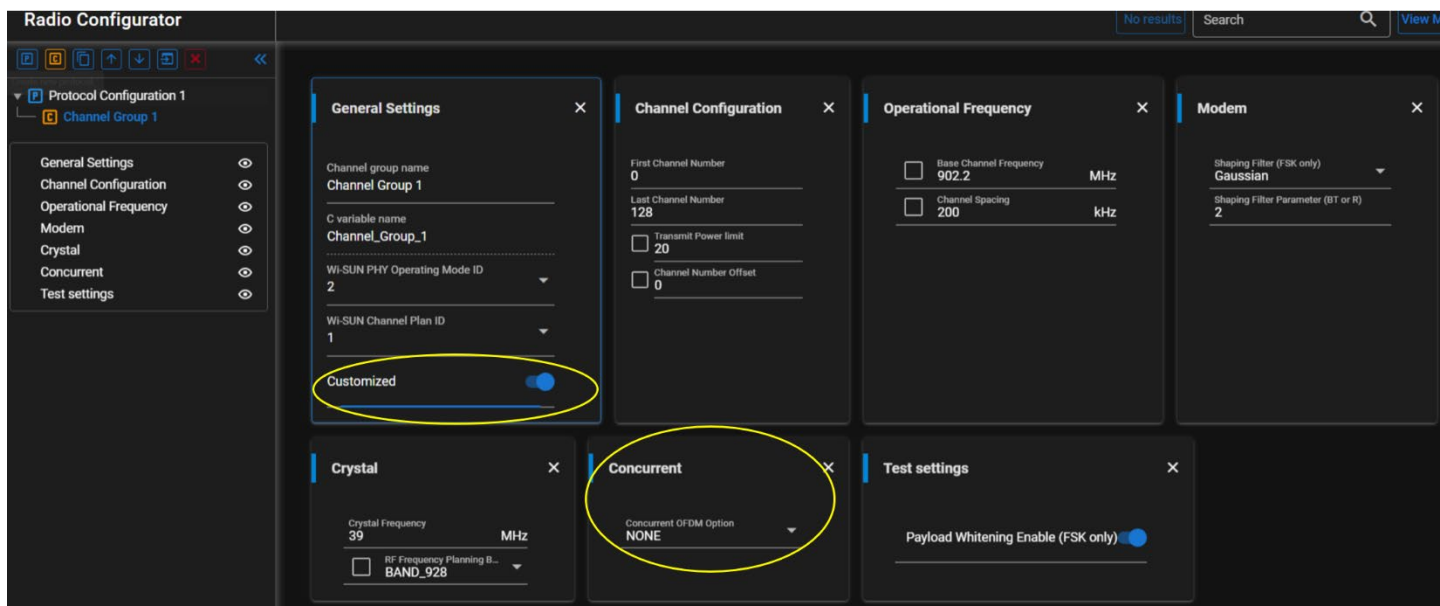 Radio Configurator
No results
Search
View M
Protocol Configuration 1
C Channel Group 1
General Settings
Channel Configuration
Operational Frequency
Modem
Crystal
Concurrent
Test settings
General Settings
Channel group name
Channel Group 1
C variable name
Channel_Group_1
Wi-SUN PHY Operating Mode ID
2
Wi-SUN Channel Plan ID
1
Customized
Channel Configuration
First Channel Number
0
Last Channel Number
128
Transmit Power limit
20
Channel Number Offset
0
Operational Frequency
Base Channel Frequency
902.2 MHz
Channel Spacing
200 kHz
Modem
Shaping Filter (FSK only)
Gaussian
Shaping Filter Parameter (BT or R)
2
Crystal
Crystal Frequency
39 MHz
RF Frequency Planning B...
BAND_928
Concurrent
Concurrent OFDM Option
NONE
Test settings
Payload Whitening Enable (FSK only)